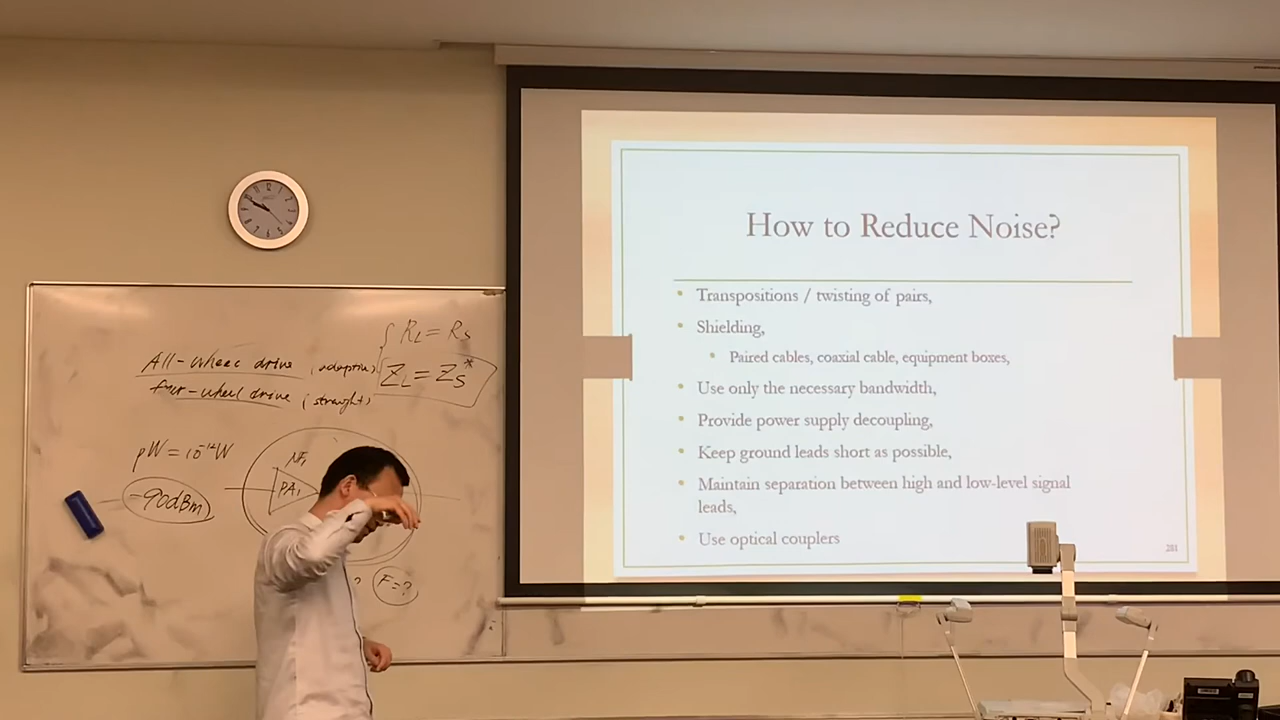 R_L = R_S
All-wheel drive (adaptive)
Z_L = Z_S*
four-wheel drive (straight)
pW = 10⁻¹²W
-90dBm
NF₁
PA₁
? F=?
How to Reduce Noise?
• Transpositions / twisting of pairs,
• Shielding,
• Paired cables, coaxial cable, equipment boxes,
• Use only the necessary bandwidth,
• Provide power supply decoupling,
• Keep ground leads short as possible,
• Maintain separation between high and low-level signal
leads,
• Use optical couplers
281